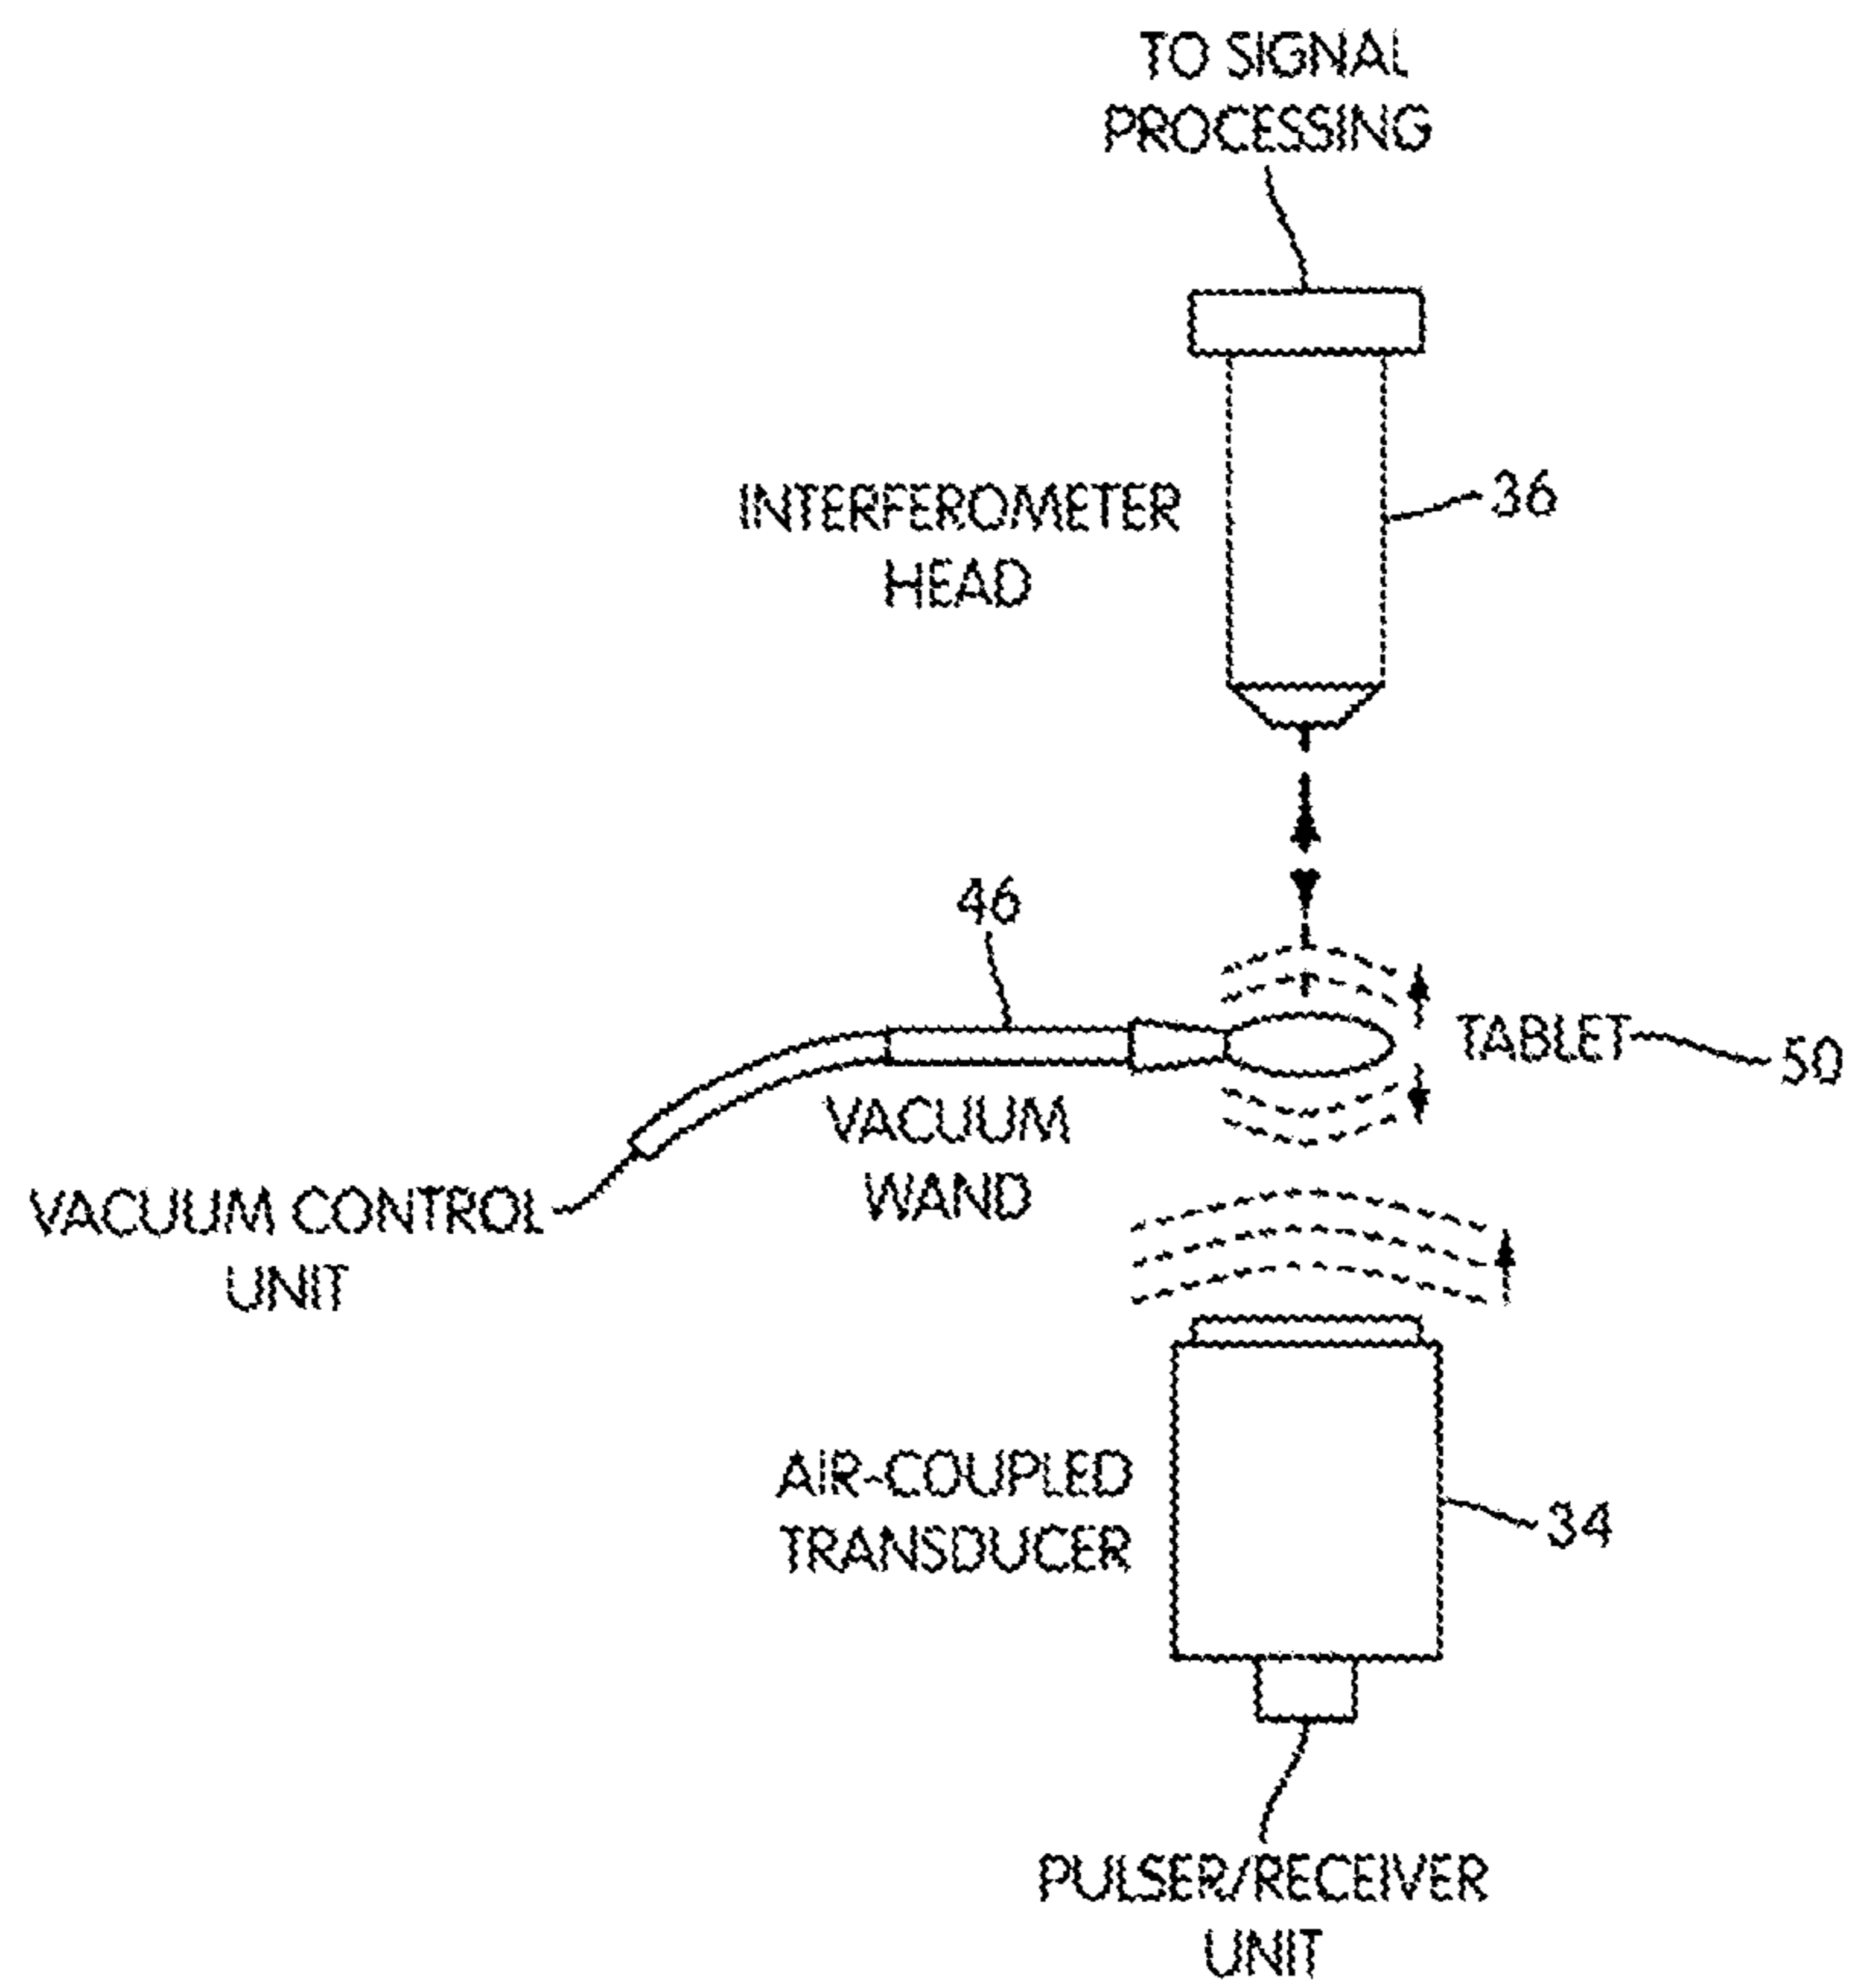 TO SIGNAL
PROCESSING
INTERFEROMETER
HEAD
36
46
TABLET
50
VACUUM
WAND
VACUUM CONTROL
UNIT
AIR-COUPLED
TRANSDUCER
34
PULSER/RECEIVER
UNIT